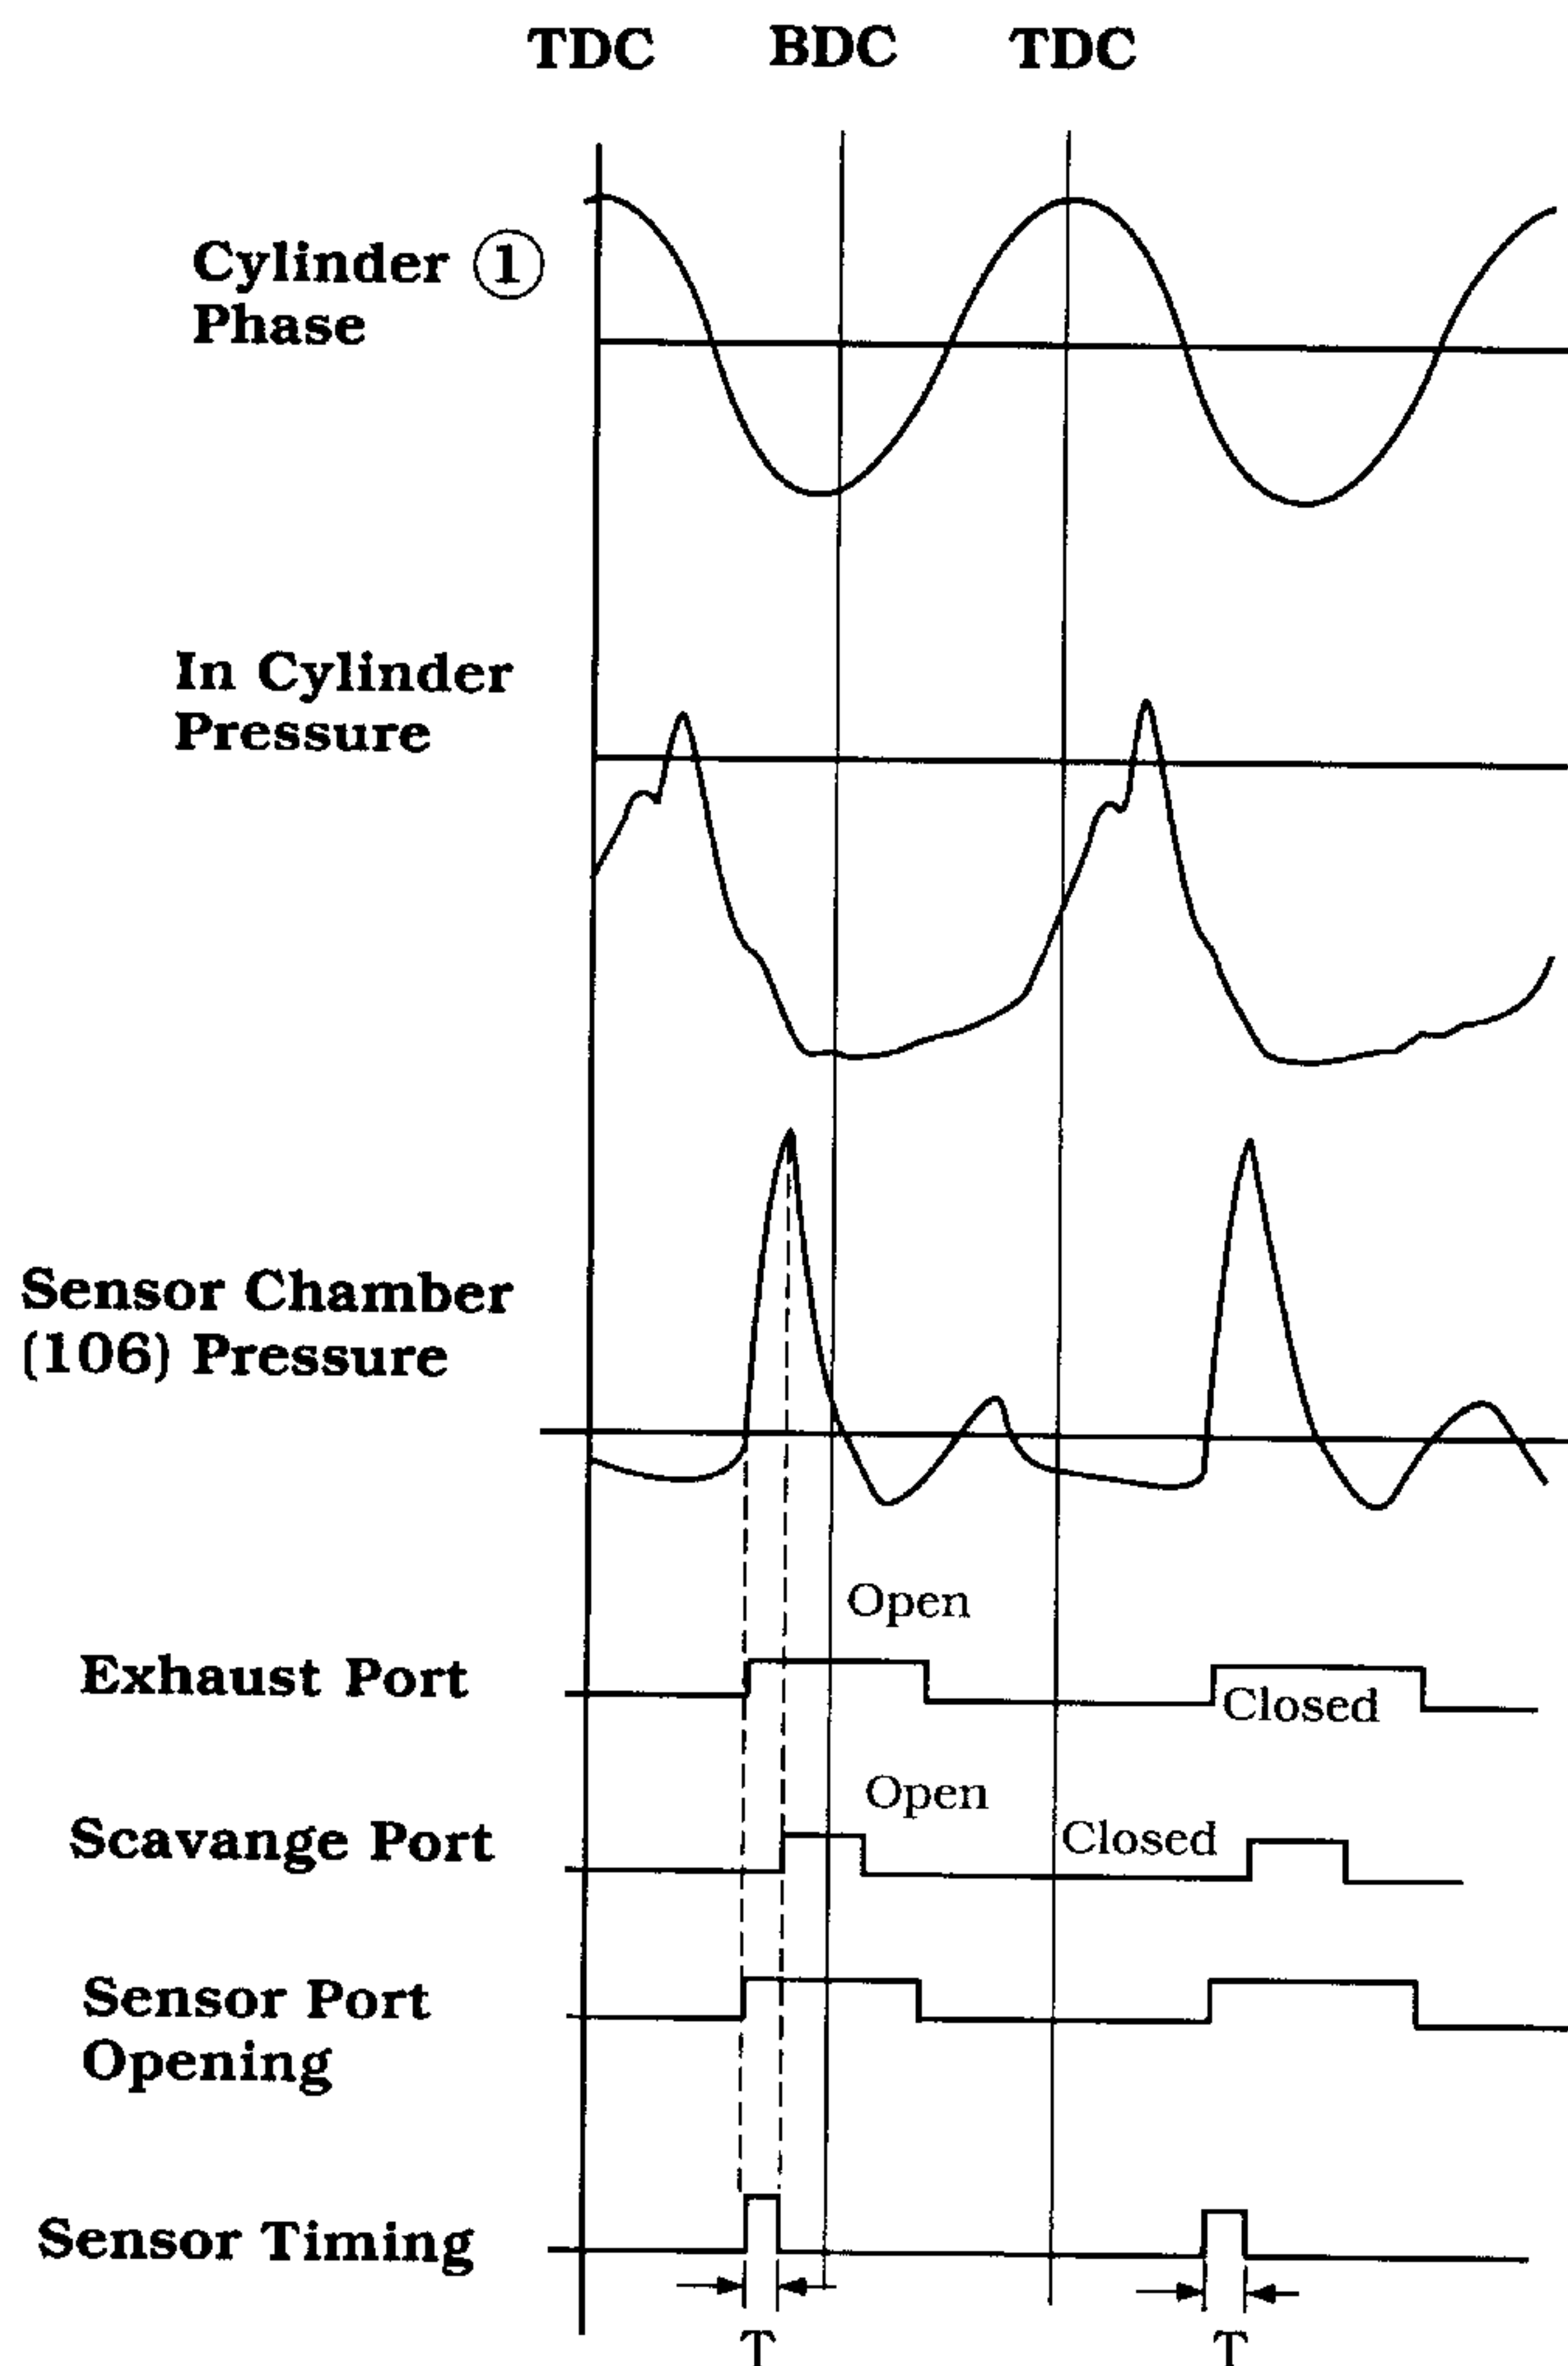 TDC BDC TDC
Cylinder ①
Phase
In Cylinder
Pressure
Sensor Chamber
(106) Pressure
Open
Exhaust Port
Closed
Open
Scavange Port
Closed
Sensor Port
Opening
Sensor Timing
T T